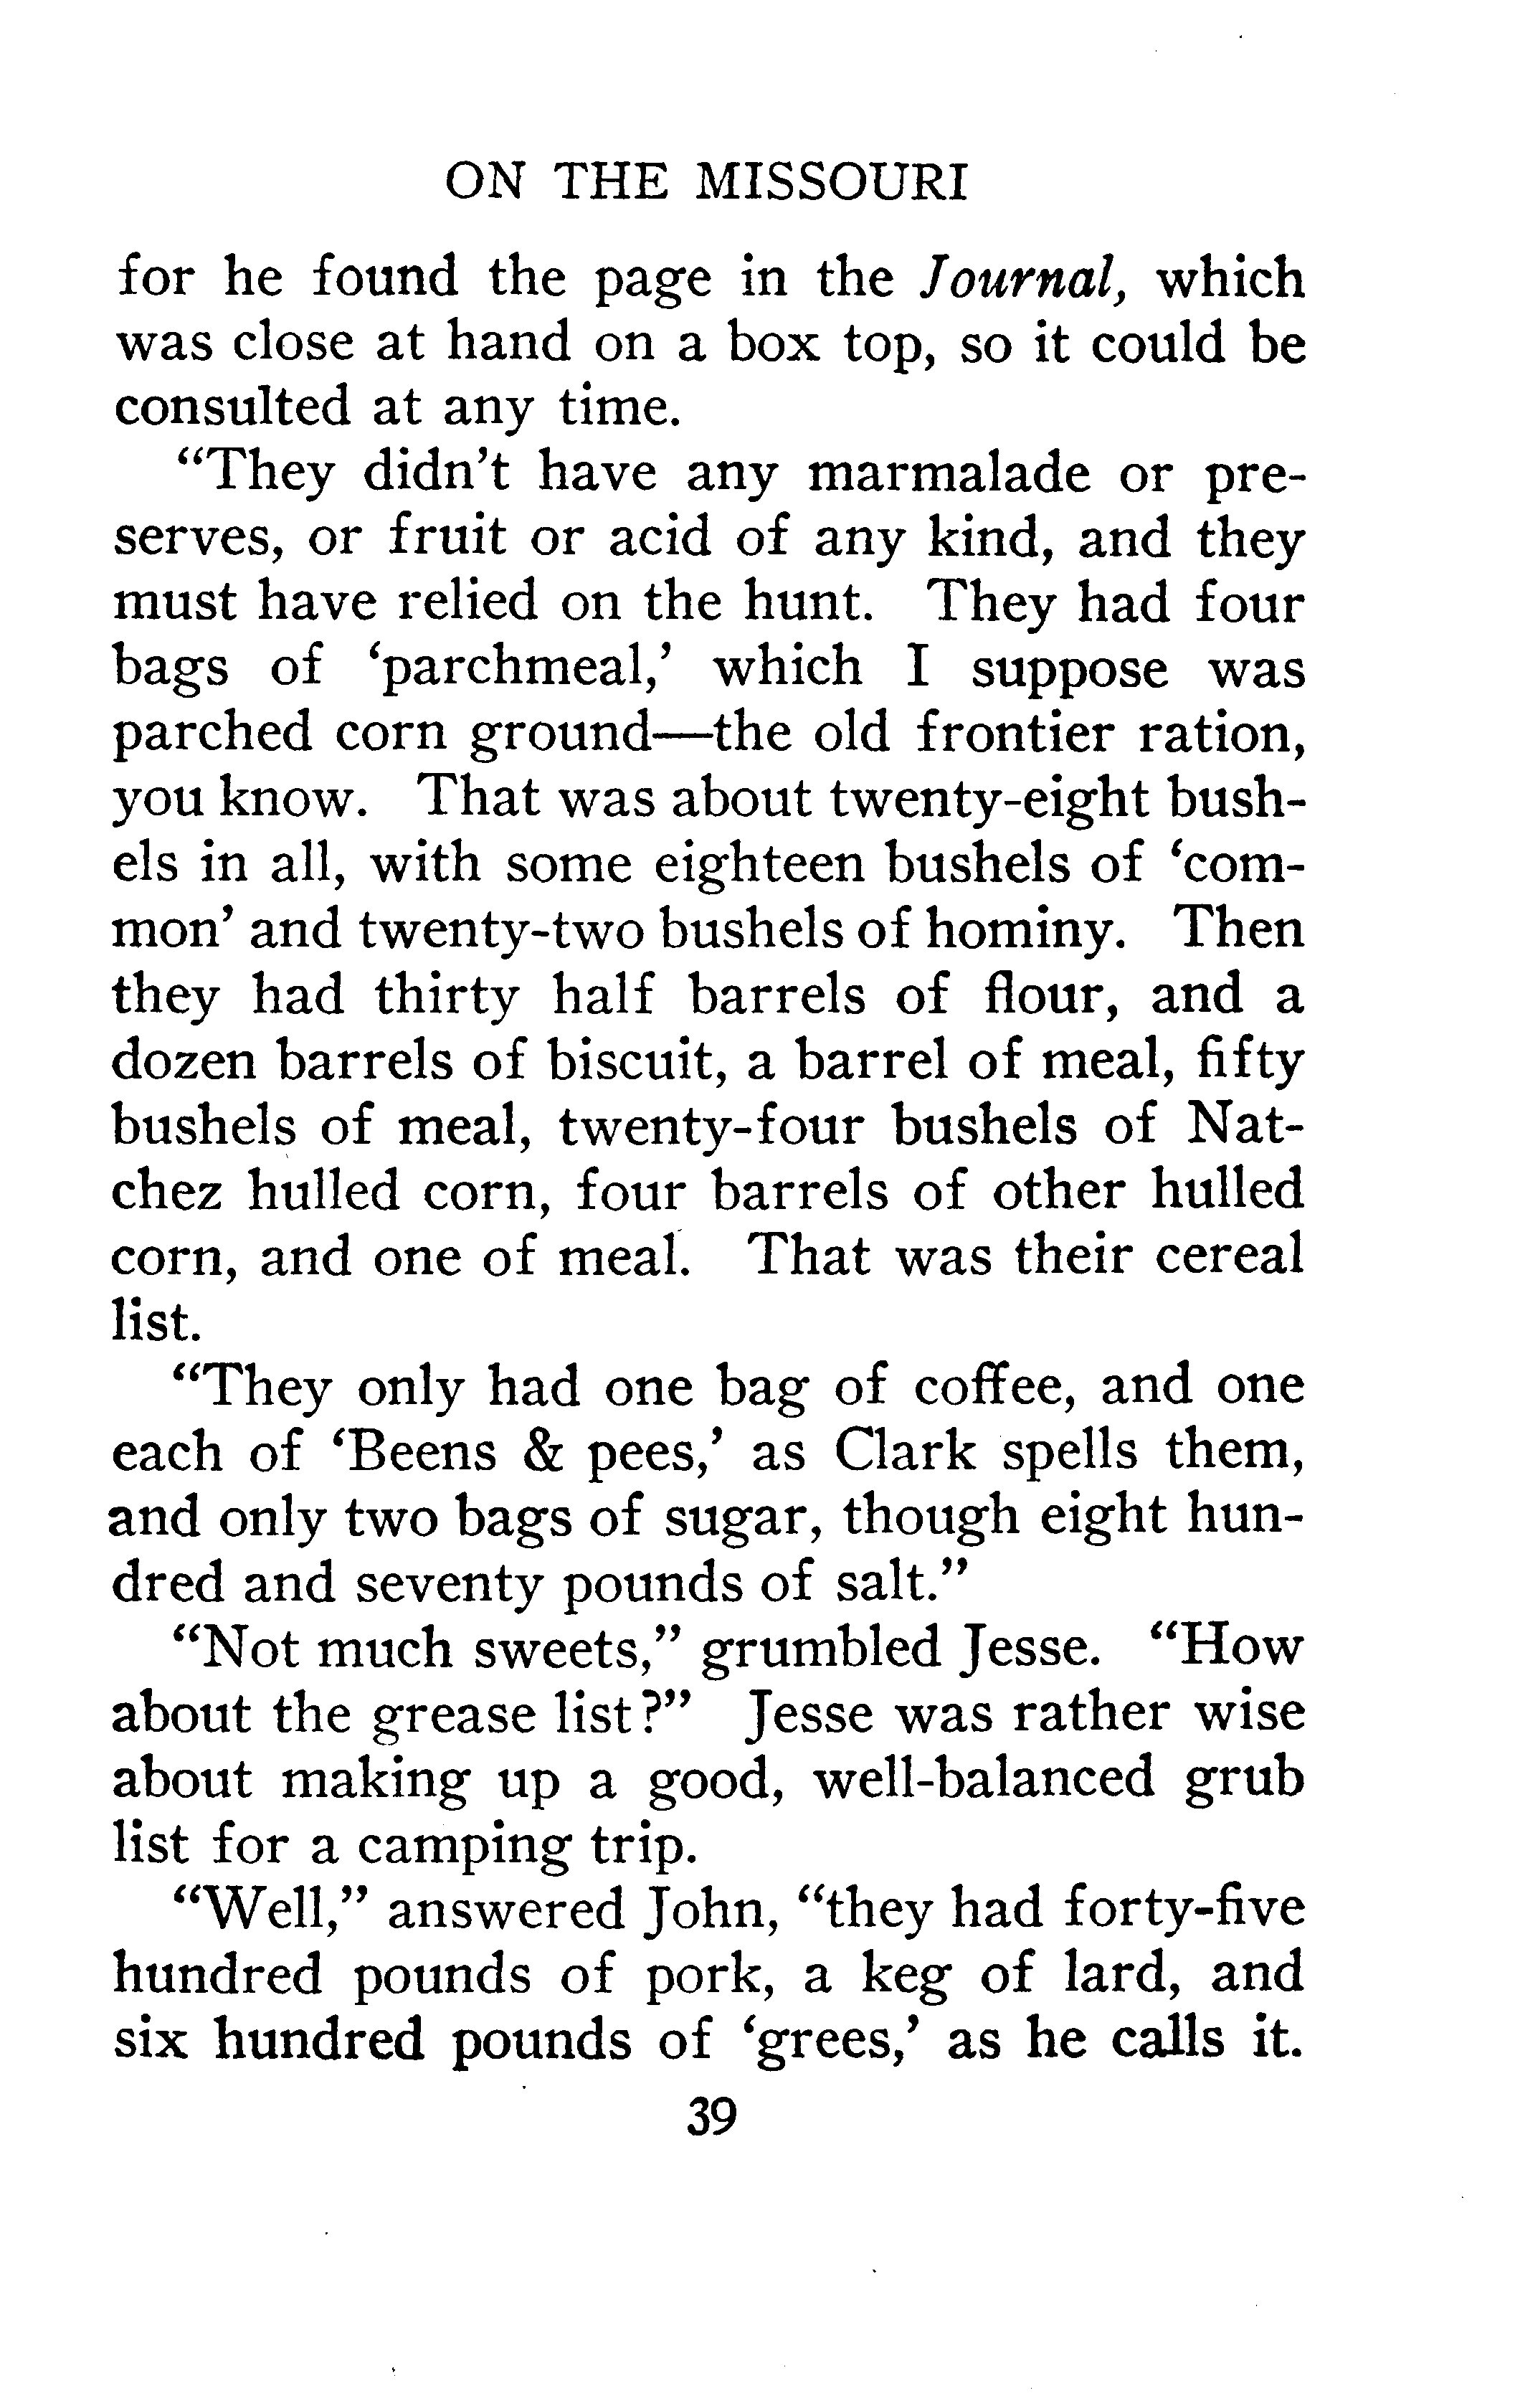 ON THE MISSOURI
for he found the page in the Journal, which
was close at hand on a box top, so it could be
consulted at any time.
“They didn’t have any marmalade or pre-
serves, or fruit or acid of any kind, and they
must have relied on the hunt. They had four
bags of ‘parchmeal,’ which I suppose was
parched corn ground—the old frontier ration,
you know. That was about twenty-eight bush-
els in all, with some eighteen bushels of ‘com-
mon’ and twenty-two bushels of hominy. Then
they had thirty half barrels of flour, and a
dozen barrels of biscuit, a barrel of meal, fifty
bushels of meal, twenty-four bushels of Nat-
chez hulled corn, four barrels of other hulled
corn, and one of meal. That was their cereal
list.
“They only had one bag of coffee, and one
each of ‘Beens & pees,’ as Clark spells them,
and only two bags of sugar, though eight hun-
dred and seventy pounds of salt.”
“Not much sweets,” grumbled Jesse. “How
about the grease list?” Jesse was rather wise
about making up a good, well-balanced grub
list for a camping trip.
“Well,” answered John, “they had forty-five
hundred pounds of pork, a keg of lard, and
six hundred pounds of ‘grees,’ as he calls it.
39